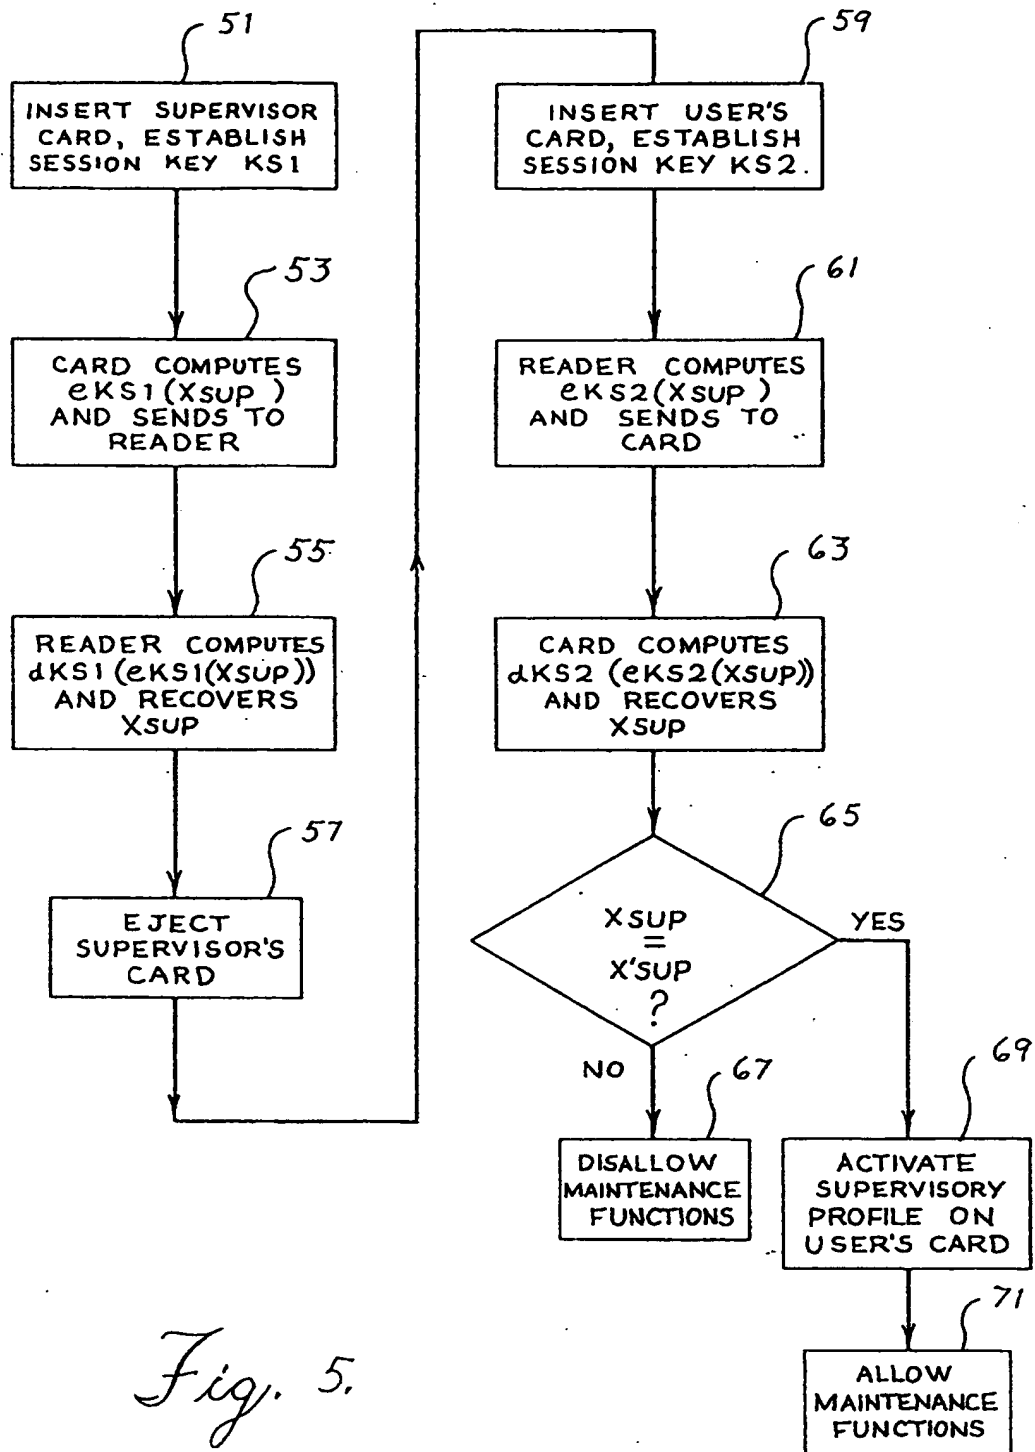 51
INSERT SUPERVISOR
CARD, ESTABLISH
SESSION KEY KS1
53
CARD COMPUTES
eKS1(XSUP )
AND SENDS TO
READER
55
READER COMPUTES
dKS1 (eKS1(XSUP))
AND RECOVERS
XSUP
57
EJECT
SUPERVISOR'S
CARD
59
INSERT USER'S
CARD, ESTABLISH
SESSION KEY KS2.
61
READER COMPUTES
eKS2(XSUP )
AND SENDS TO
CARD
63
CARD COMPUTES
dKS2 (eKS2(XSUP))
AND RECOVERS
XSUP
65
XSUP
=
X'SUP
?
YES
NO
67
DISALLOW
MAINTENANCE
FUNCTIONS
69
ACTIVATE
SUPERVISORY
PROFILE ON
USER'S CARD
71
ALLOW
MAINTENANCE
FUNCTIONS
Fig. 5.